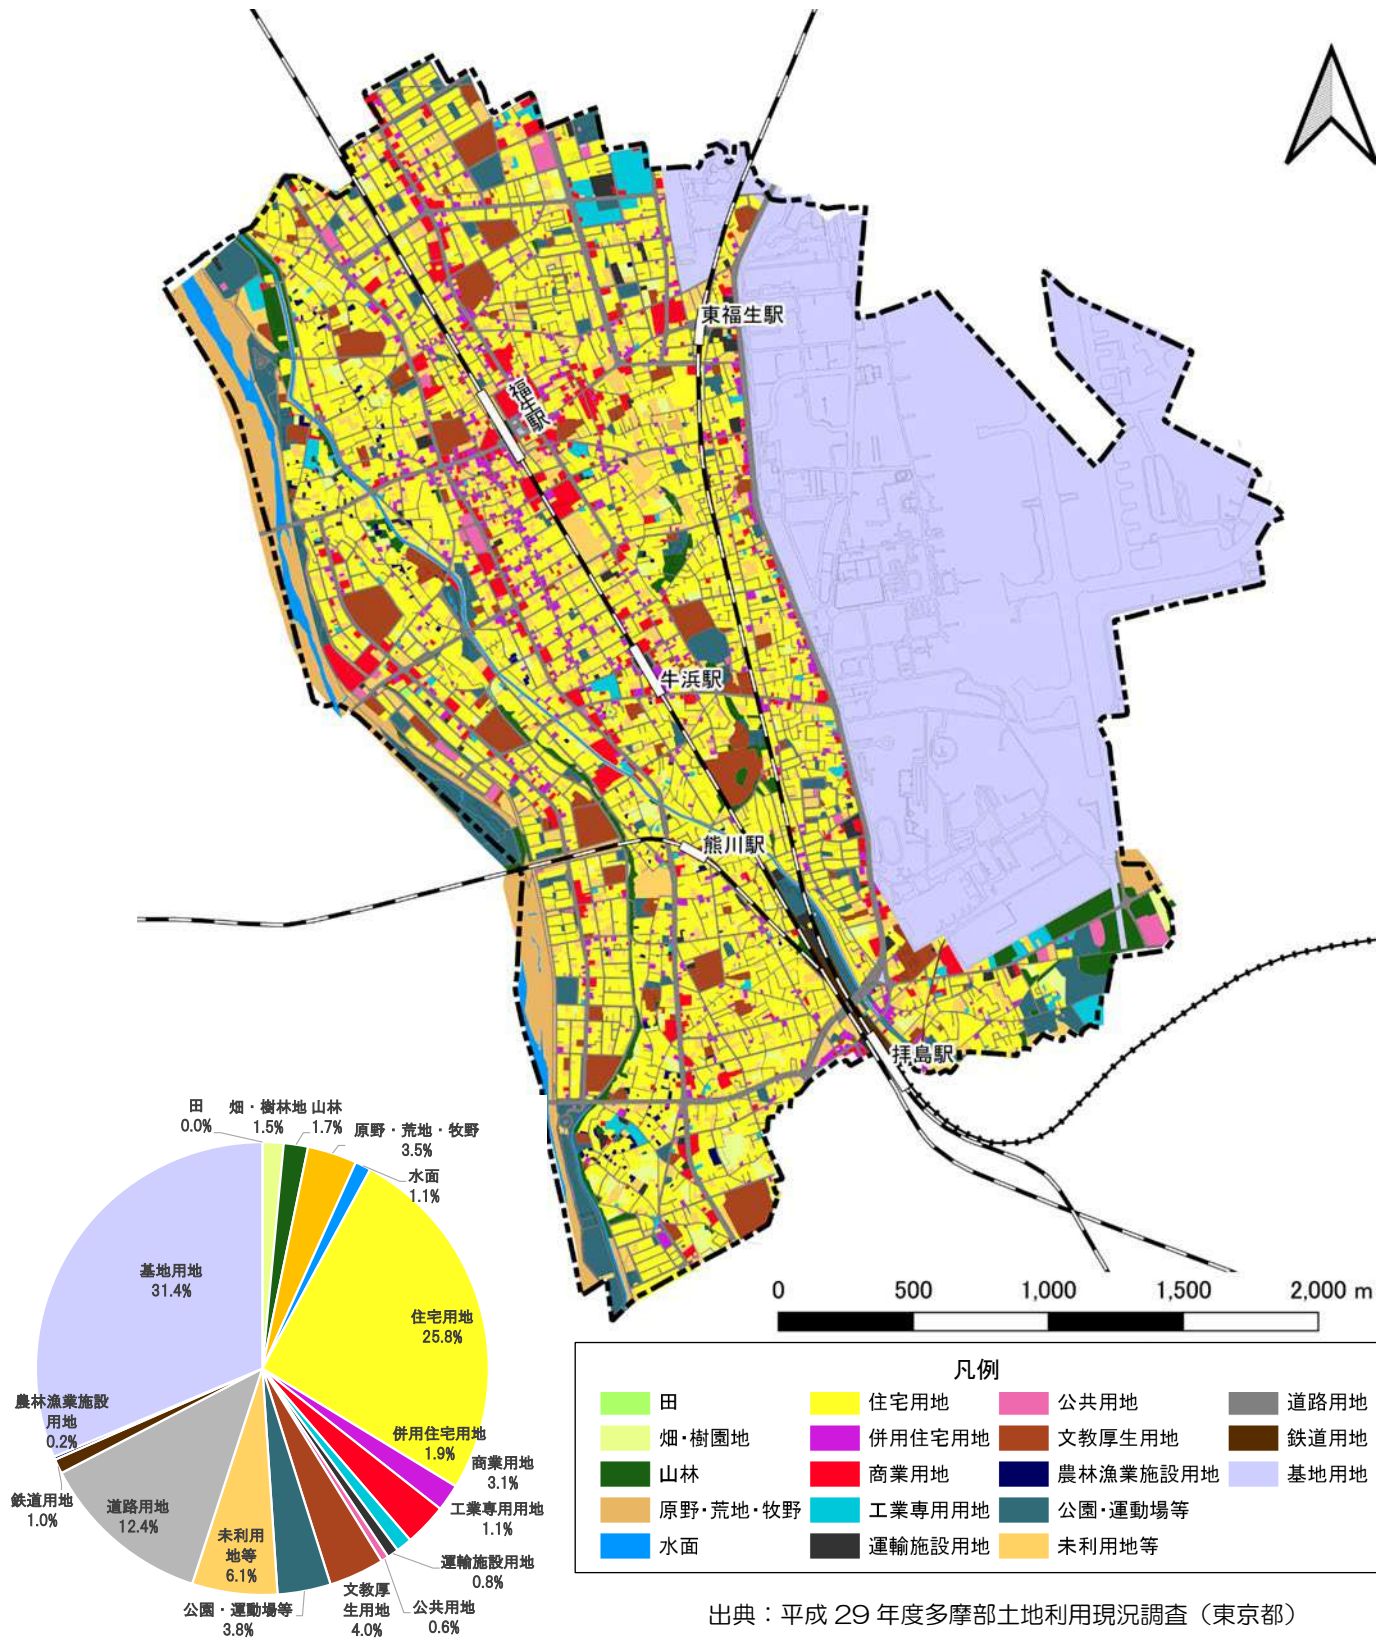 東福生駅
福生駅
牛浜駅
熊川駅
拝島駅
田
0.0%
畑・樹林地
1.5%
山林
1.7%
原野・荒地・牧野
3.5%
水面
1.1%
住宅用地
25.8%
併用住宅用地
1.9%
商業用地
3.1%
工業専用用地
1.1%
運輸施設用地
0.8%
公共用地
0.6%
文教厚
生用地
4.0%
公園・運動場等
3.8%
未利用
地等
6.1%
道路用地
12.4%
鉄道用地
1.0%
農林漁業施設
用地
0.2%
基地用地
31.4%
0 500 1,000 1,500 2,000 m
凡例
田
畑・樹園地
山林
原野・荒地・牧野
水面
住宅用地
併用住宅用地
商業用地
工業専用用地
運輸施設用地
公共用地
文教厚生用地
農林漁業施設用地
公園・運動場等
未利用地等
道路用地
鉄道用地
基地用地
出典：平成 29 年度多摩部土地利用現況調査（東京都）